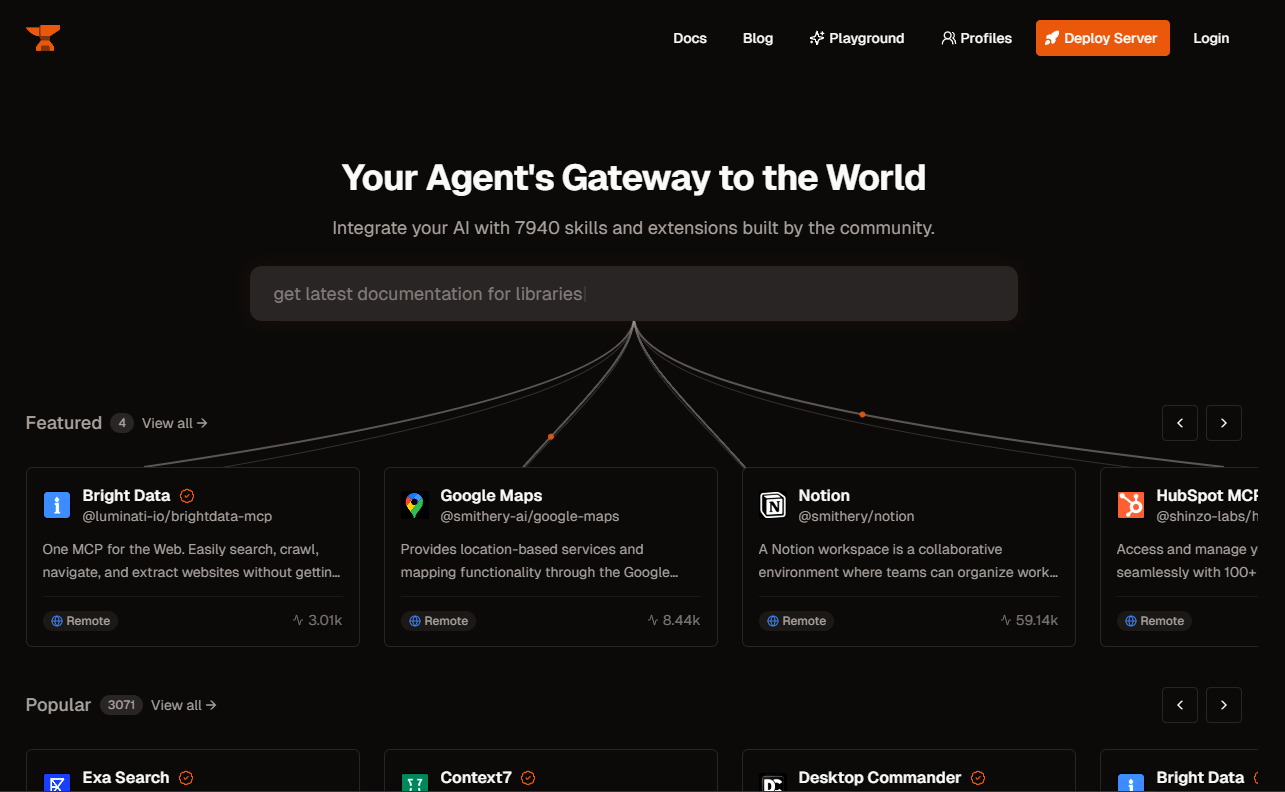 Docs Blog Playground Profiles Deploy Server Login
Your Agent's Gateway to the World
Integrate your AI with 7940 skills and extensions built by the community.
get latest documentation for libraries
Featured 4 View all →
Bright Data
@luminati-io/brightdata-mcp
One MCP for the Web. Easily search, crawl,
navigate, and extract websites without gettin…
Remote 3.01k
Google Maps
@smithery-ai/google-maps
Provides location-based services and
mapping functionality through the Google…
Remote 8.44k
Notion
@smithery/notion
A Notion workspace is a collaborative
environment where teams can organize work…
Remote 59.14k
HubSpot MCP
@shinzo-labs/h
Access and manage y
seamlessly with 100+
Remote
Popular 3071 View all →
Exa Search
Context7
Desktop Commander
Bright Data